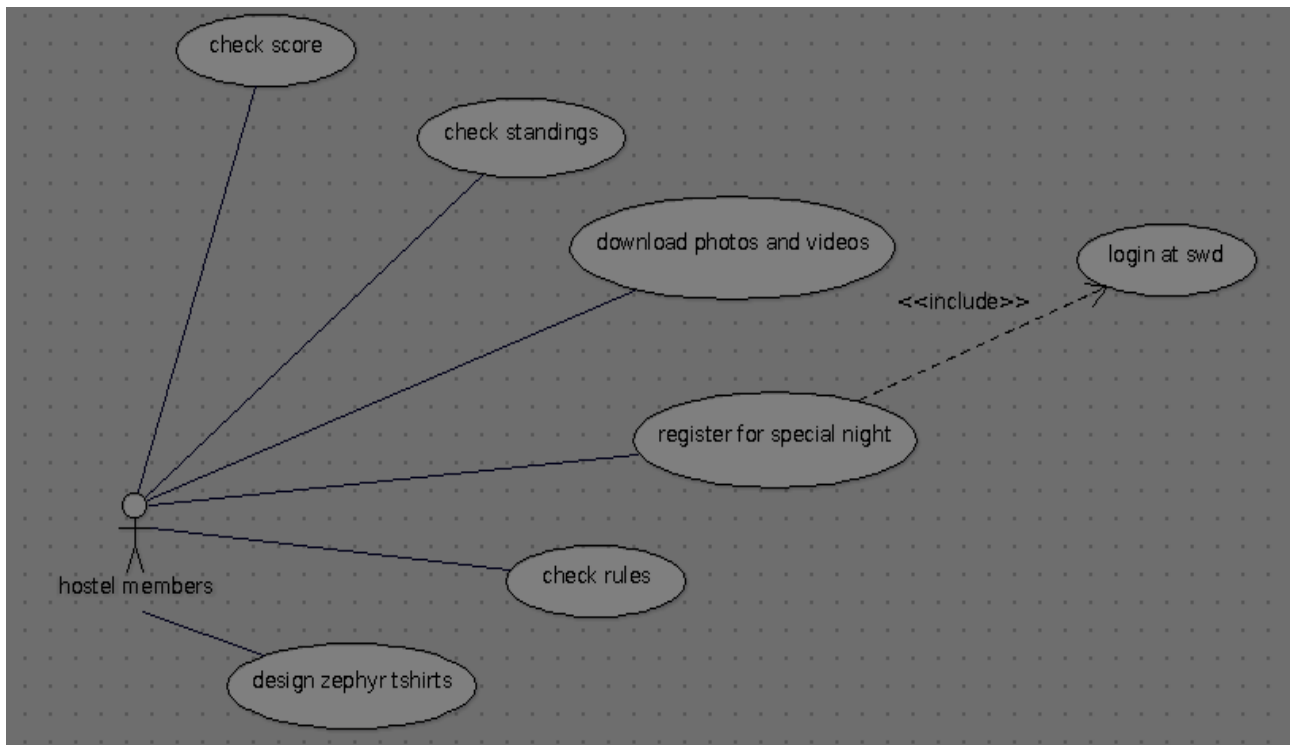 check score
check standings
download photos and videos
login at swd
<<include>>
register for special night
check rules
hostel members
design zephyr tshirts